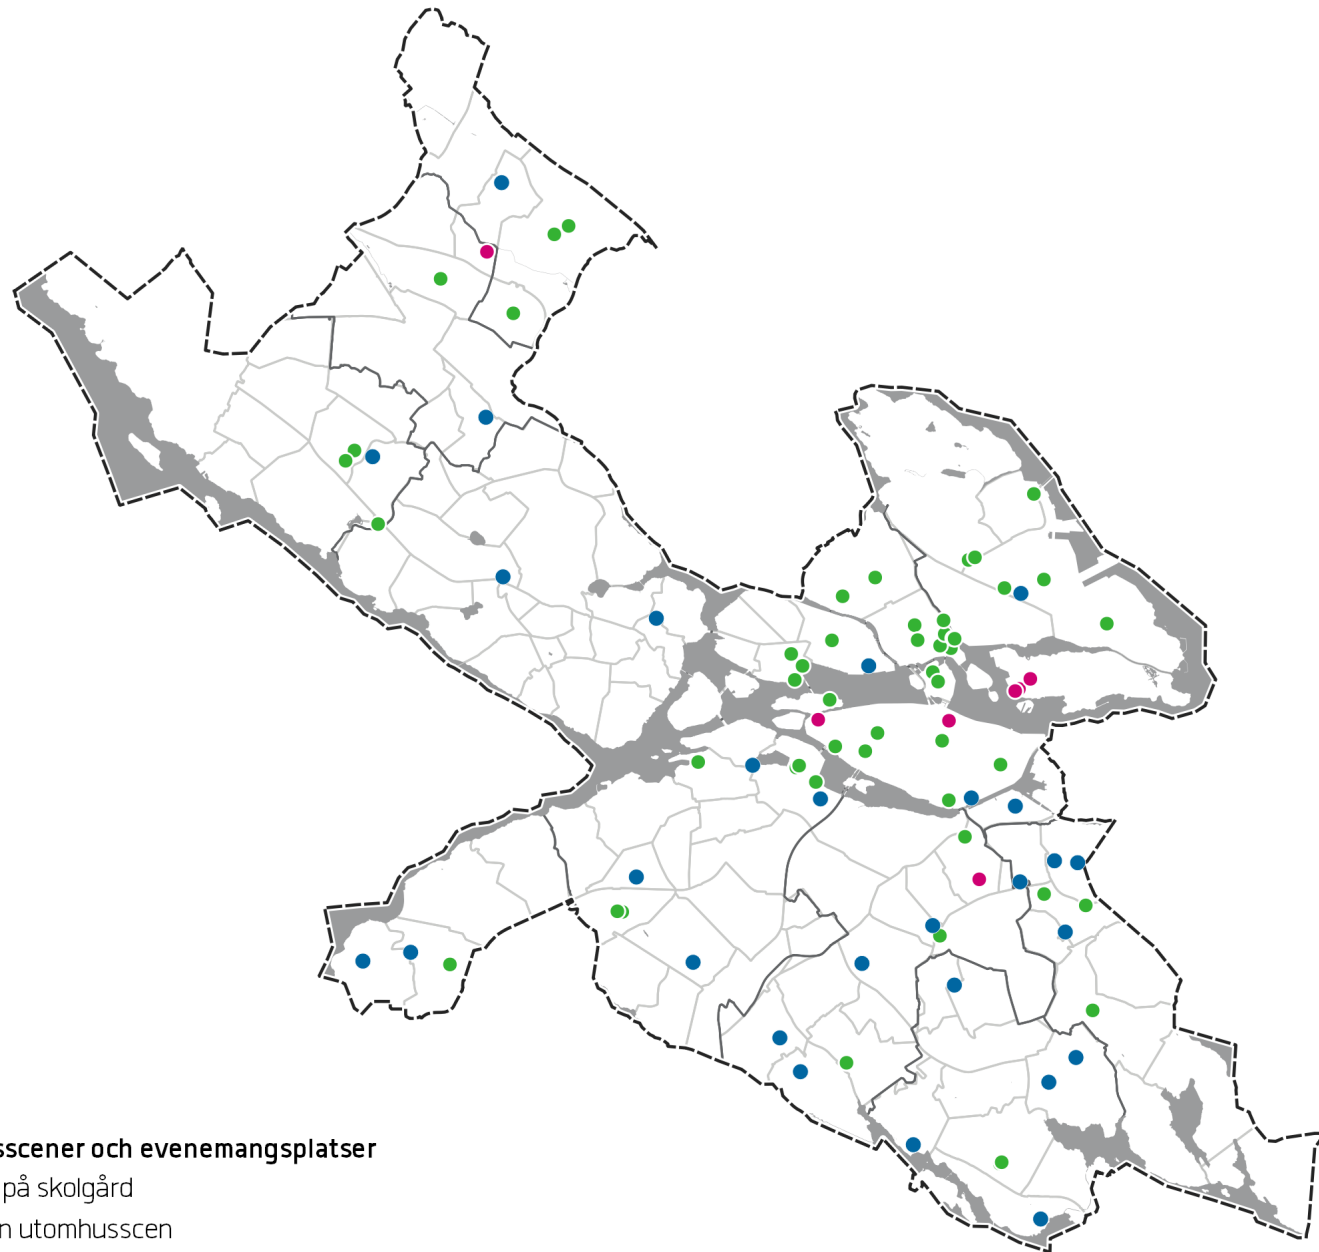 sscener och evenemangsplatser
på skolgård
n utomhusscen